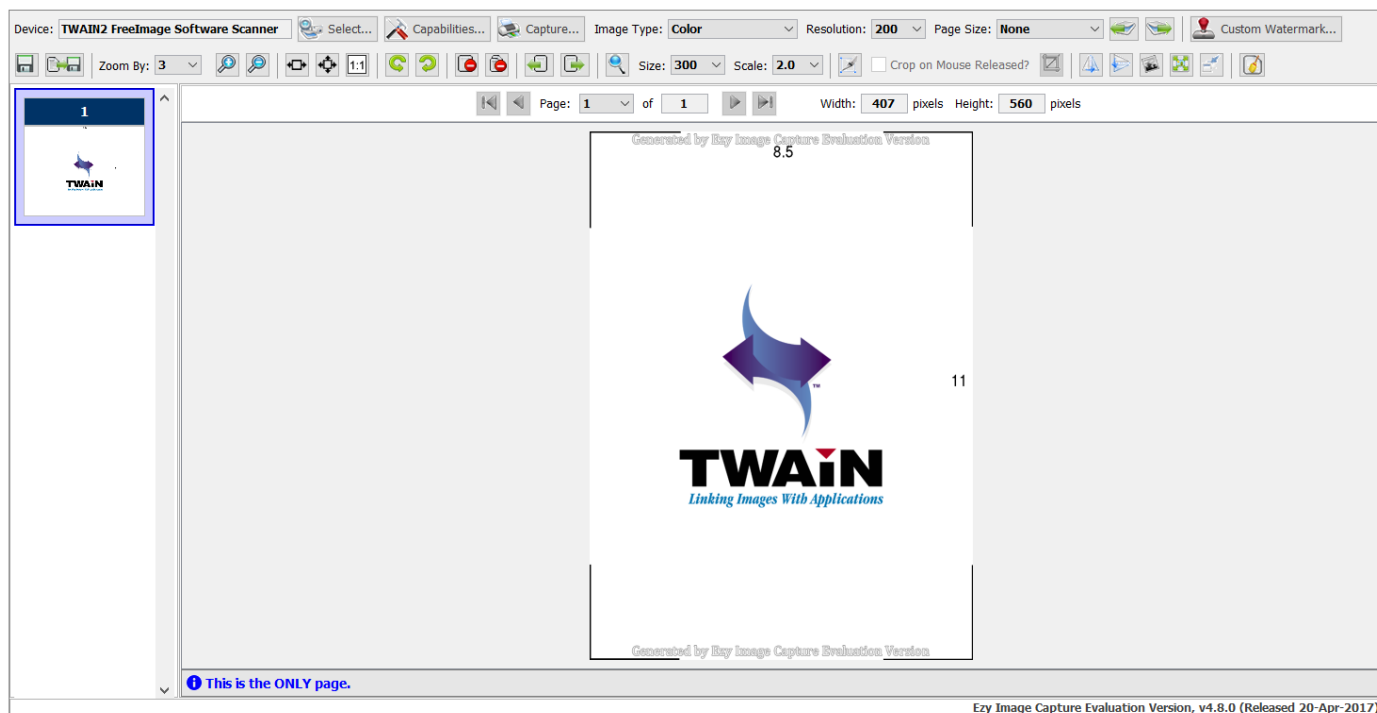 Device: TWAIN2 FreeImage Software Scanner Select... Capabilities... Capture... Image Type: Color Resolution: 200 Page Size: None Custom Watermark...
Zoom By: 3 1:1 Size: 300 Scale: 2.0 Crop on Mouse Released?
Page: 1 of 1 Width: 407 pixels Height: 560 pixels
1
TWAiN
Generated by Ezy Image Capture Evaluation Version
8.5
11
TM
TWAiN
Linking Images With Applications
Generated by Ezy Image Capture Evaluation Version
This is the ONLY page.
Ezy Image Capture Evaluation Version, v4.8.0 (Released 20-Apr-2017)